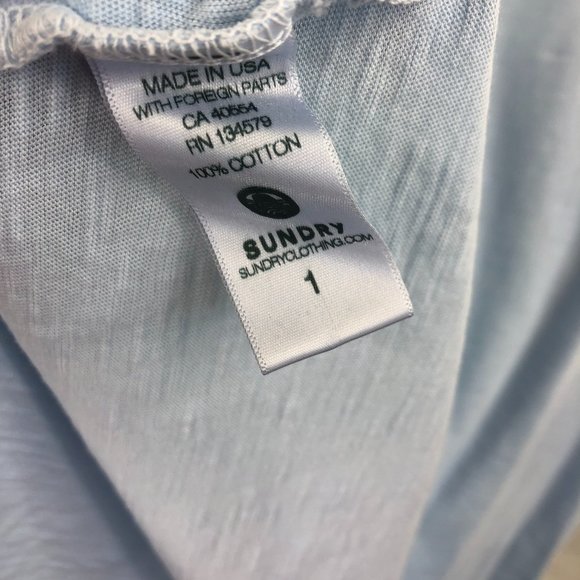 MADE IN USA
WITH FOREIGN PARTS
CA 40554
RN 134579
100% COTTON
SUNDRY
SUNDRYCLOTHING.COM
1